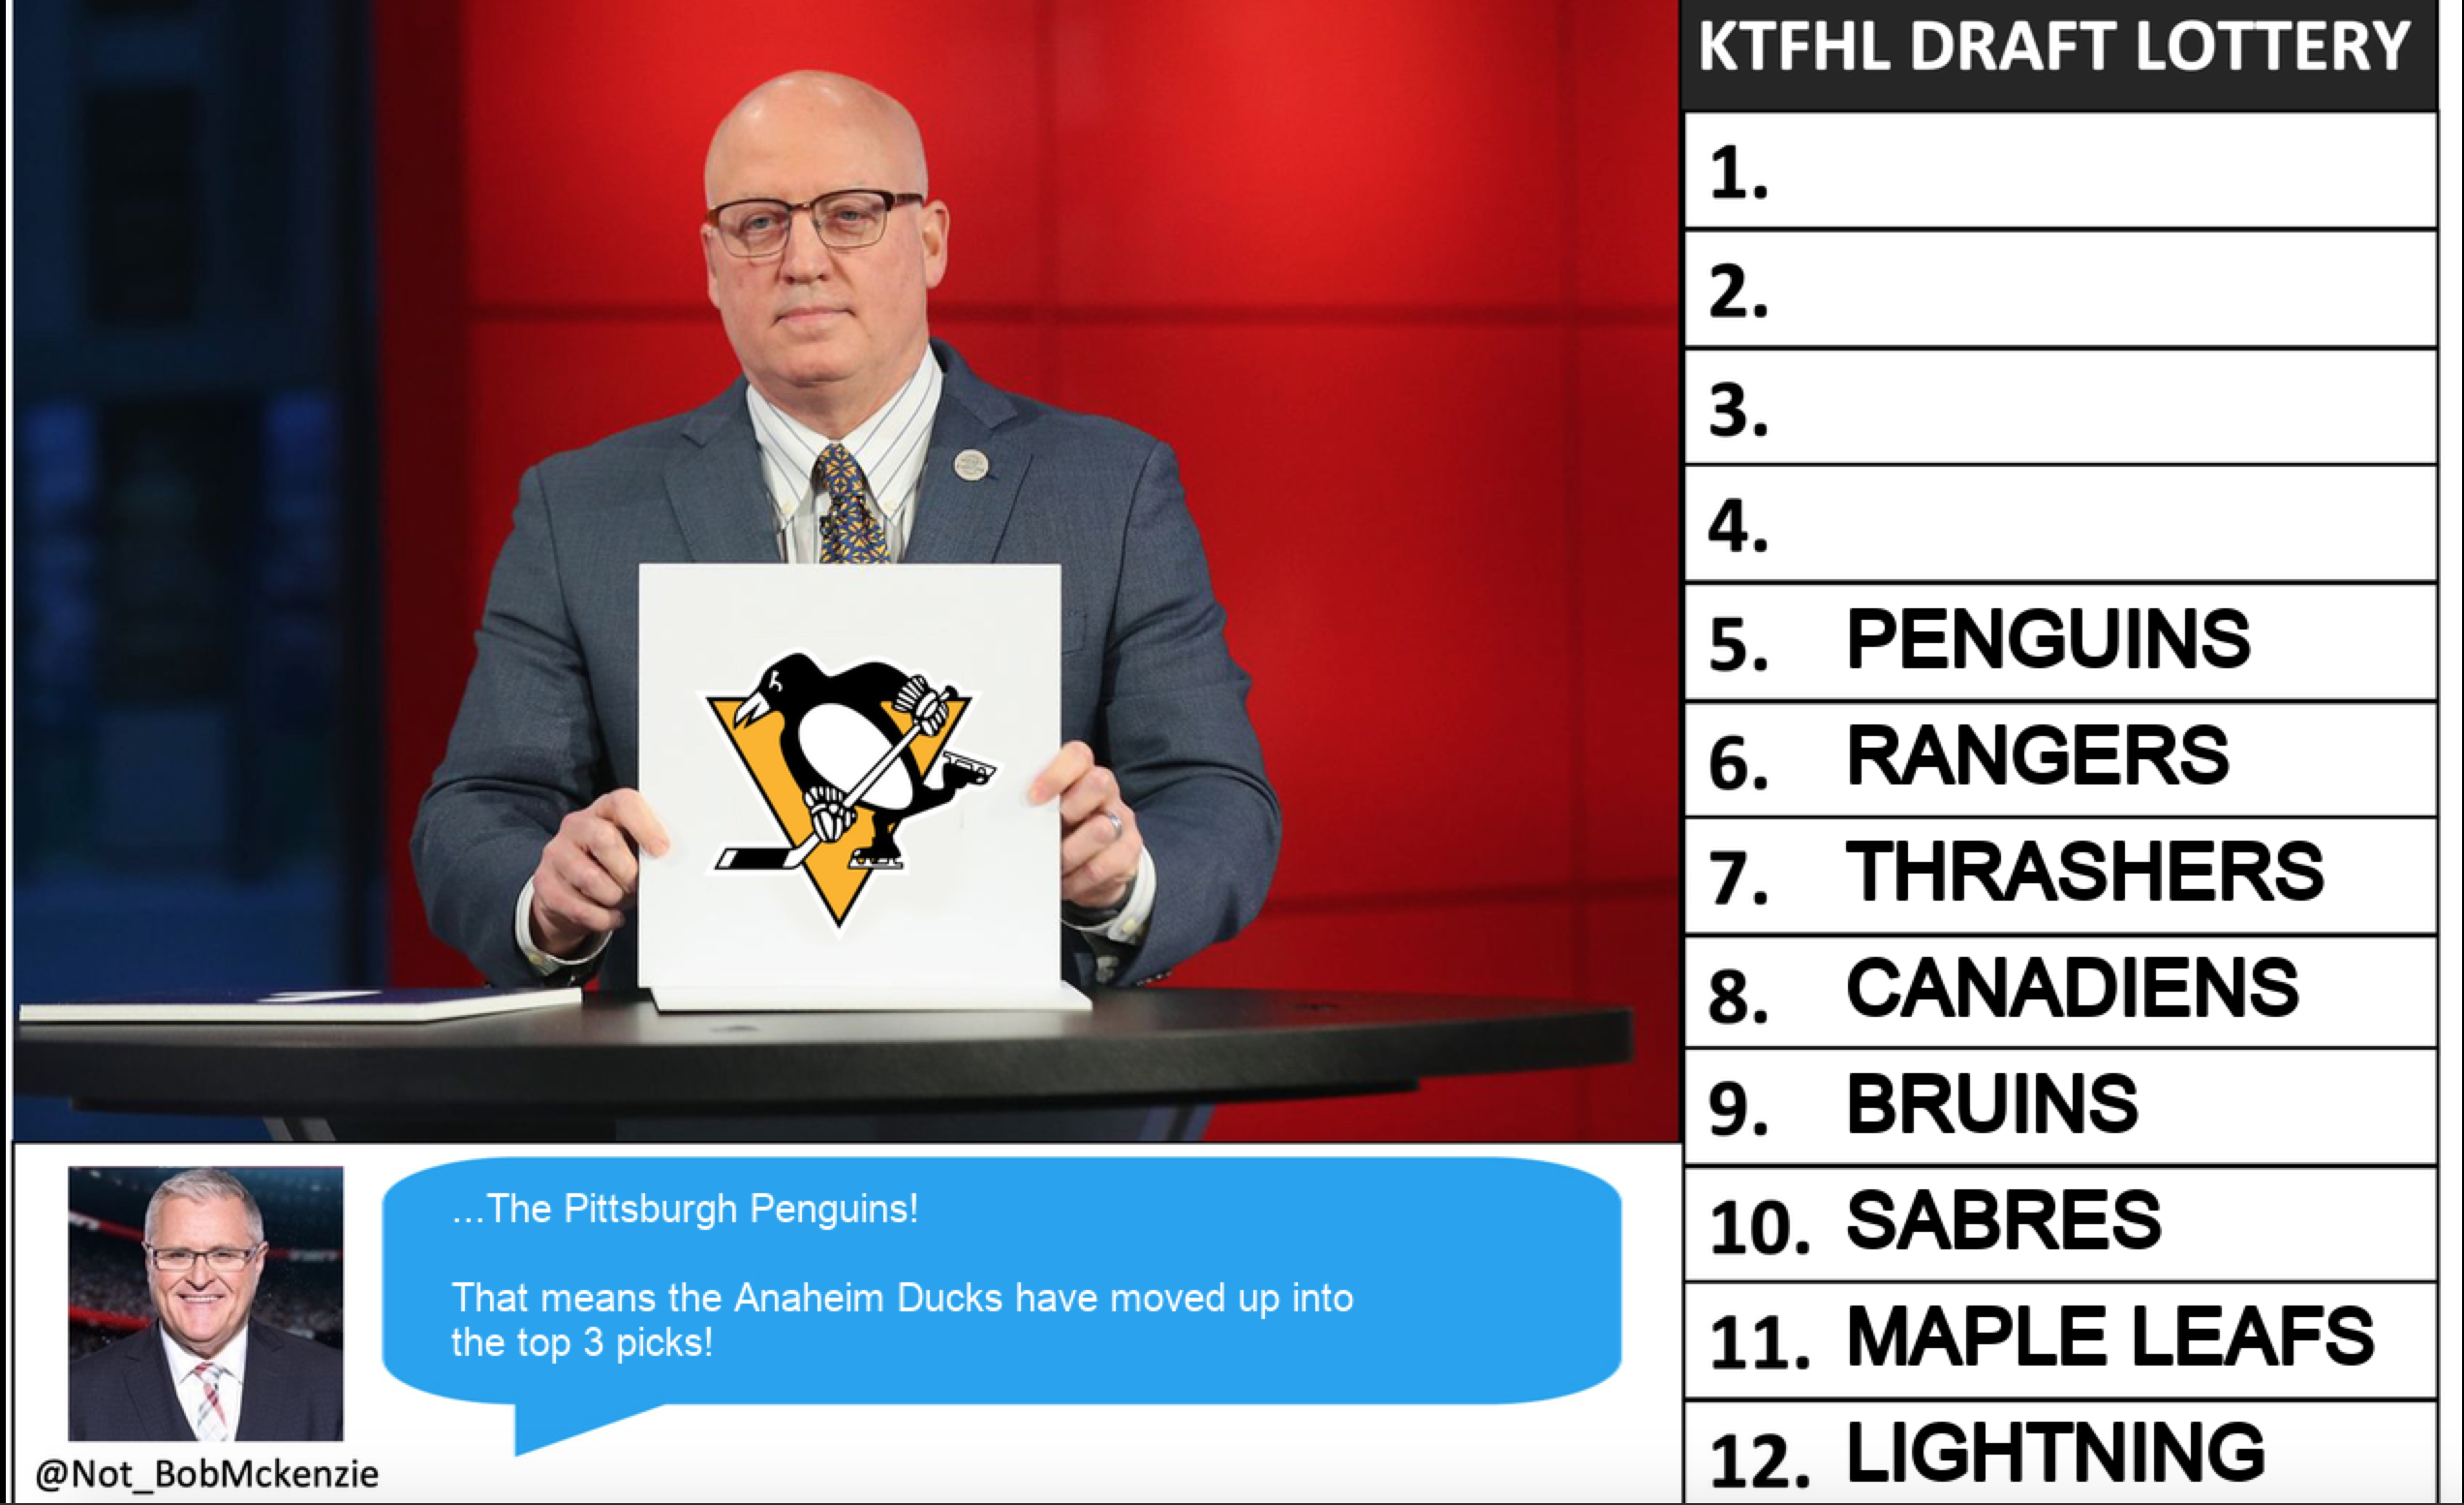 KTFHL DRAFT LOTTERY
1.
2.
3.
4.
5. PENGUINS
6. RANGERS
7. THRASHERS
8. CANADIENS
9. BRUINS
10. SABRES
11. MAPLE LEAFS
12. LIGHTNING
...The Pittsburgh Penguins!
That means the Anaheim Ducks have moved up into
the top 3 picks!
@Not_BobMckenzie